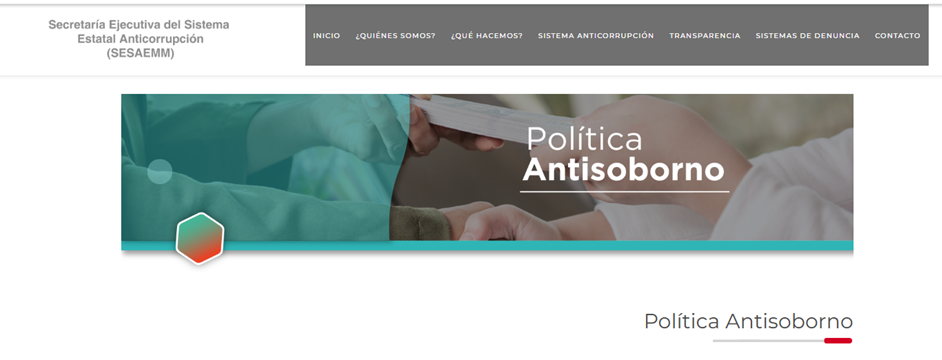 Secretaría Ejecutiva del Sistema
Estatal Anticorrupción
(SESAEMM)
INICIO ¿QUIÉNES SOMOS? ¿QUÉ HACEMOS? SISTEMA ANTICORRUPCIÓN TRANSPARENCIA SISTEMAS DE DENUNCIA CONTACTO
Política
Antisoborno
Política Antisoborno